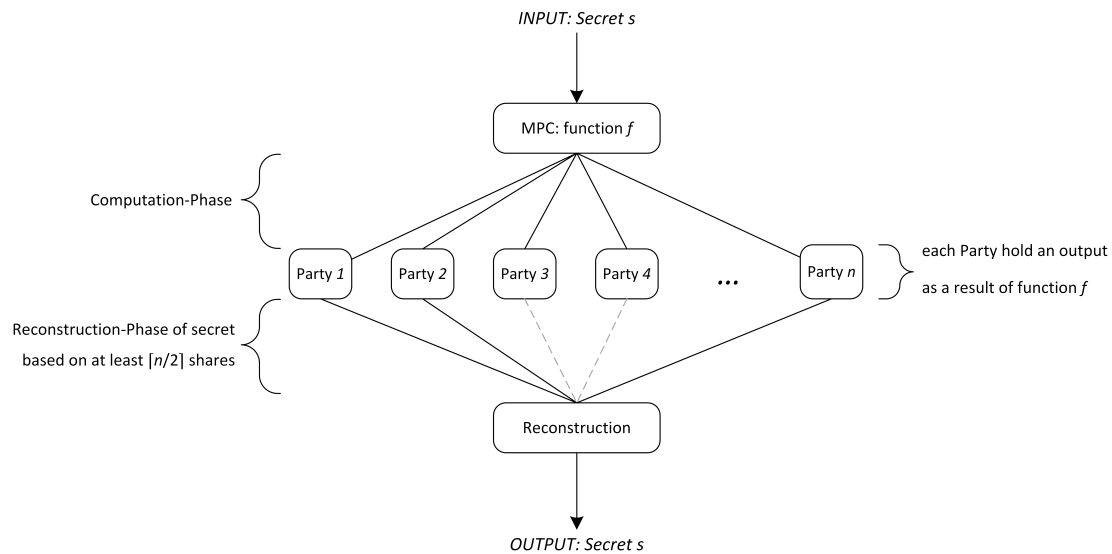 INPUT: Secret s
MPC: function f
Computation-Phase
Party 1
Party 2
Party 3
Party 4
...
Party n
each Party hold an output
as a result of function f
Reconstruction-Phase of secret
based on at least ⌈n/2⌉ shares
Reconstruction
OUTPUT: Secret s